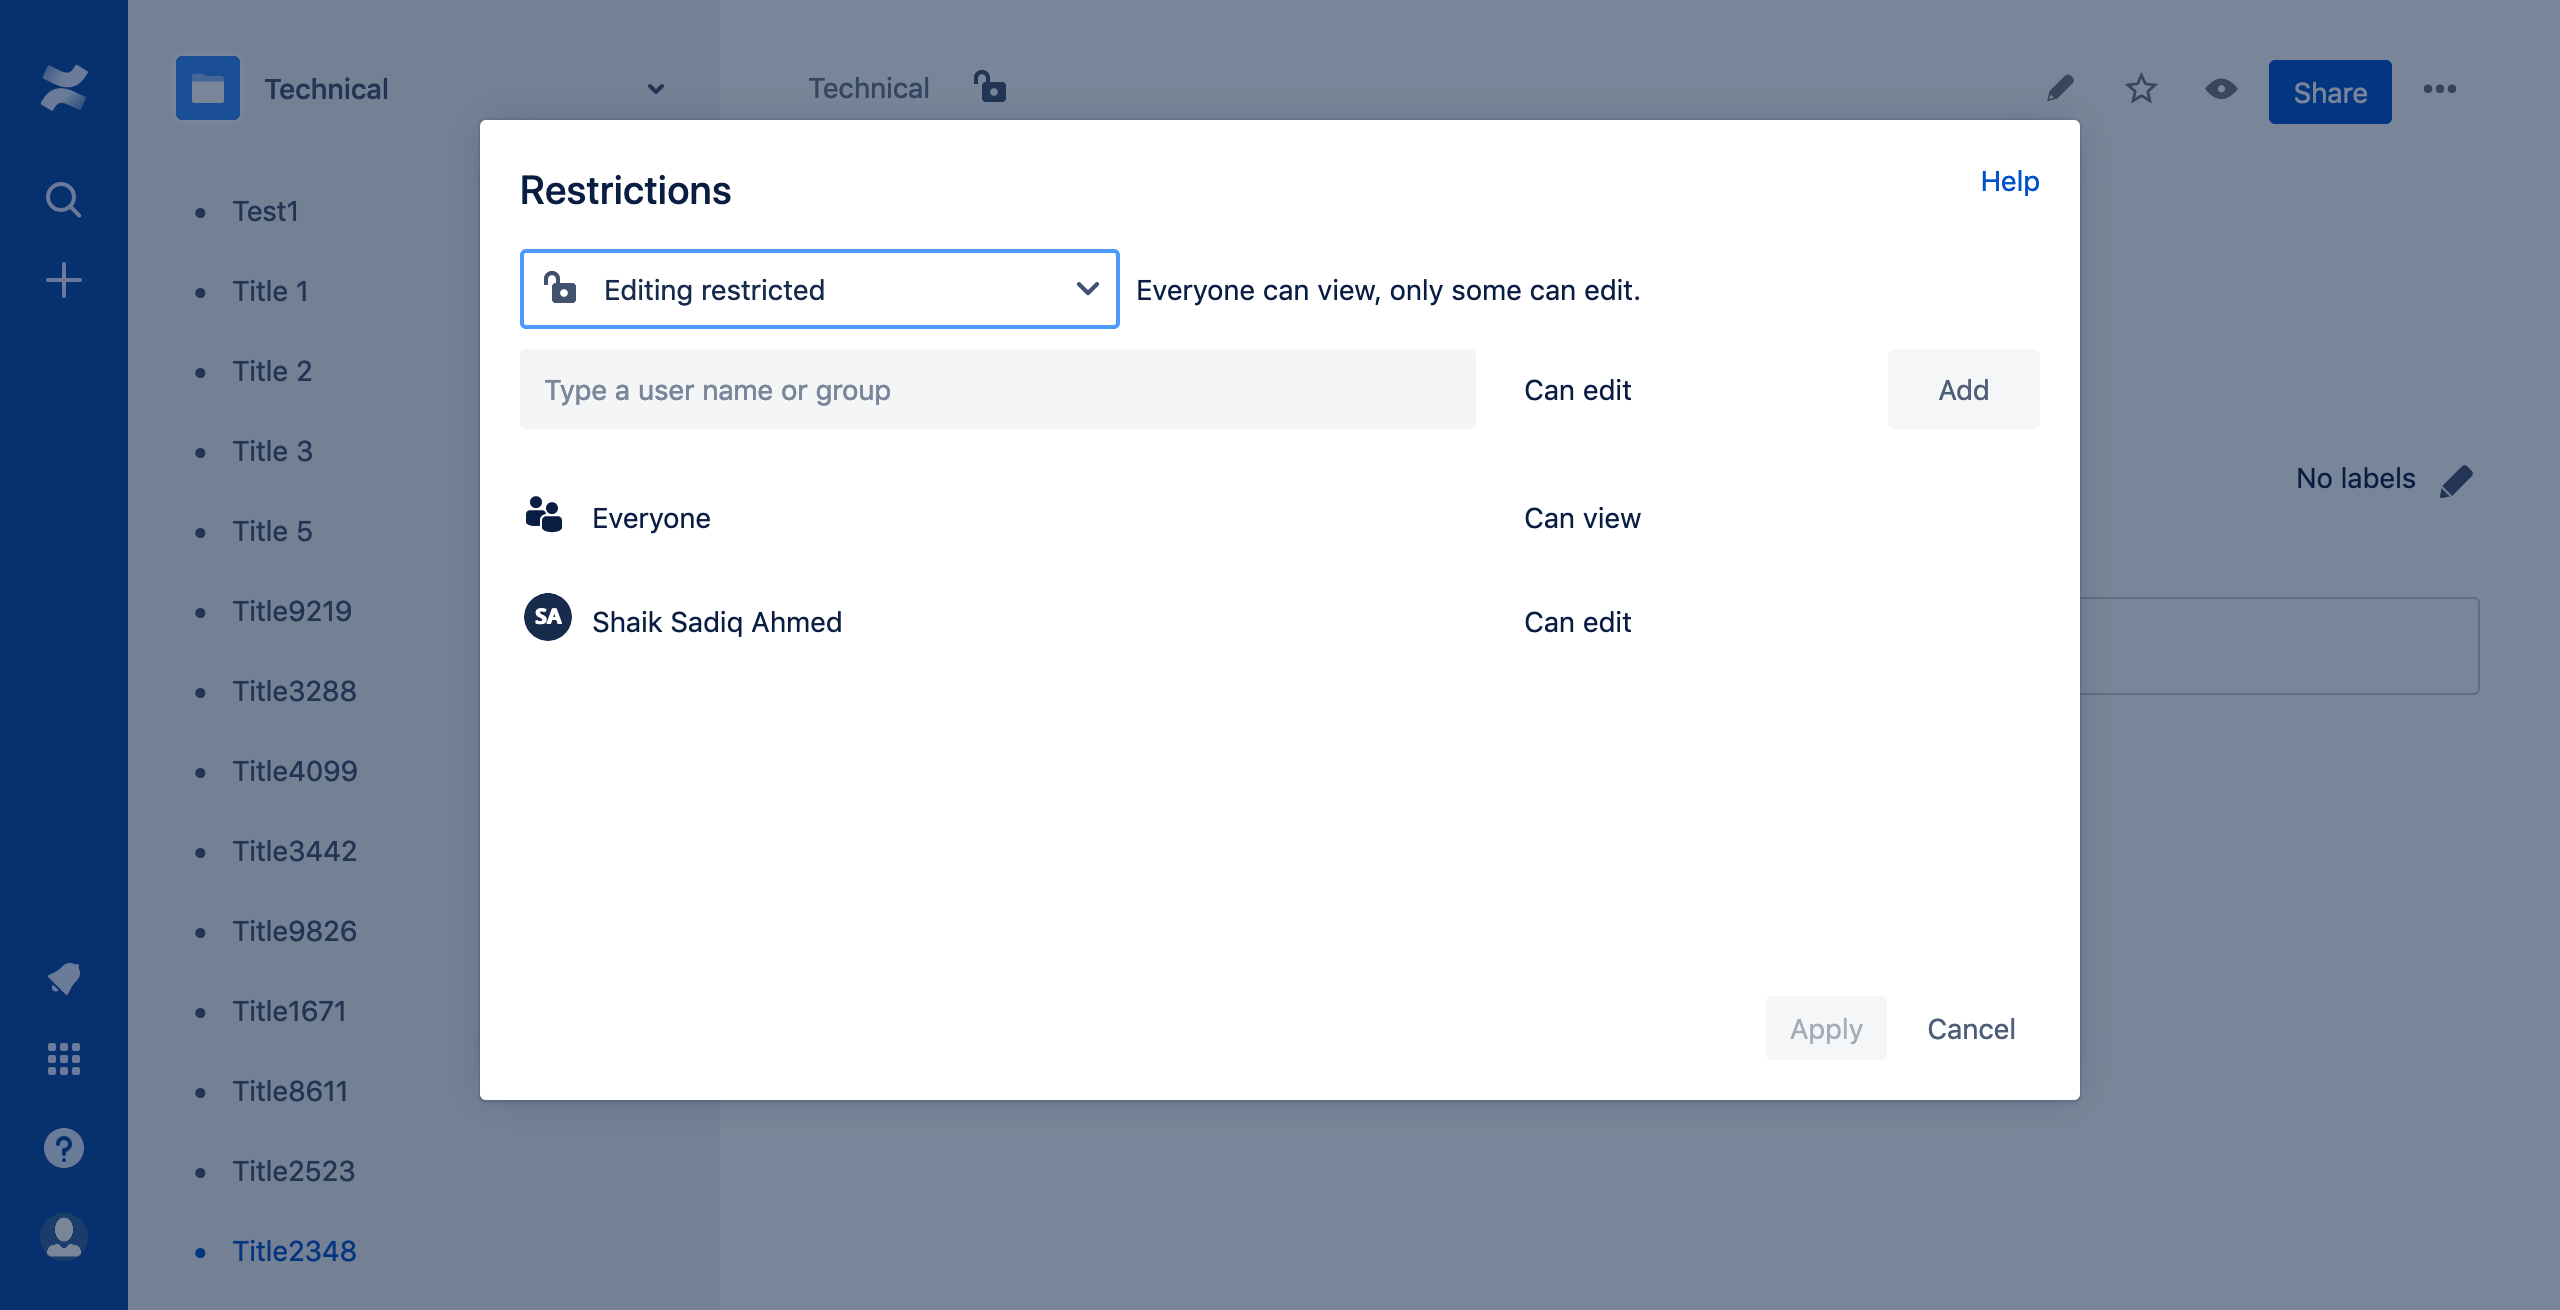 Technical
Test1
Title 1
Title 2
Title 3
Title 5
Title9219
Title3288
Title4099
Title3442
Title9826
Title1671
Title8611
Title2523
Title2348
Technical
Share
No labels
Restrictions
Help
Editing restricted
Everyone can view, only some can edit.
Type a user name or group
Can edit
Add
Everyone
Can view
SA
Shaik Sadiq Ahmed
Can edit
Apply
Cancel